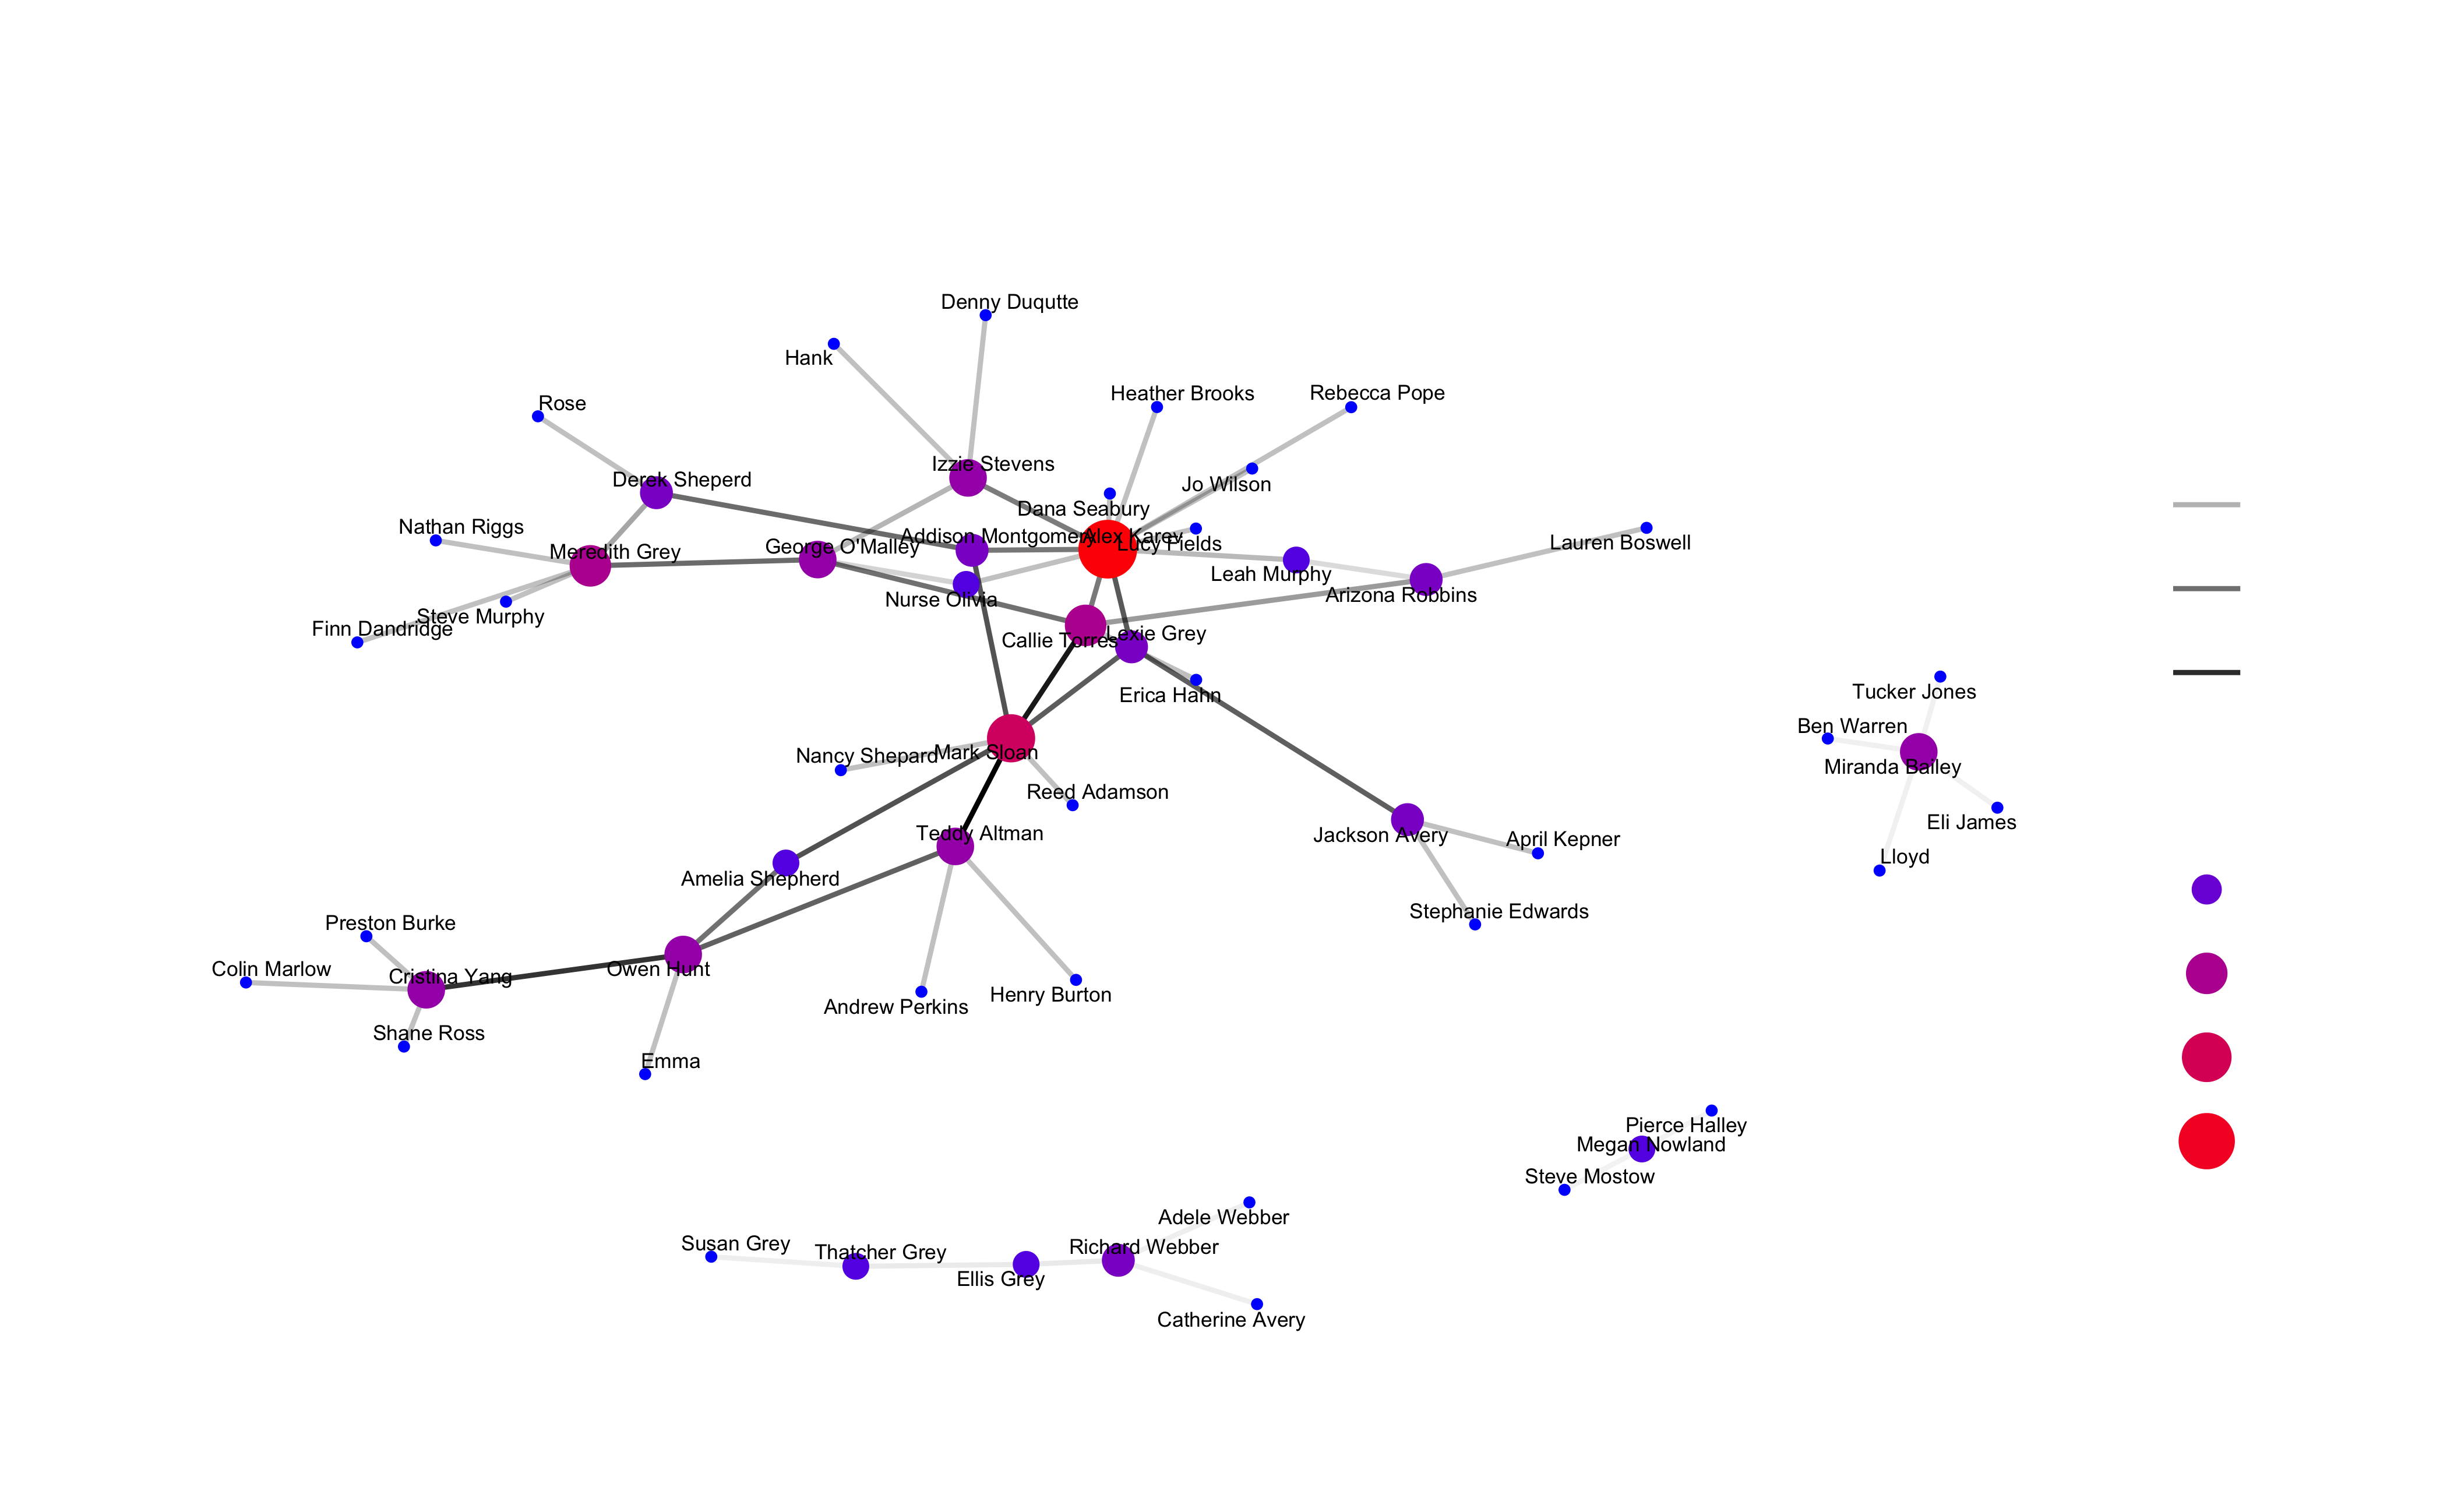 Denny Duqutte
Hank
Heather Brooks
Rebecca Pope
Rose
Izzie Stevens
Derek Sheperd
Jo Wilson
Dana Seabury
Nathan Riggs
Addison Montgomery
Alex Karev
Lucy Fields
Lauren Boswell
George O'Malley
Meredith Grey
Leah Murphy
Arizona Robbins
Nurse Olivia
Steve Murphy
Finn Dandridge
Lexie Grey
Callie Torres
Erica Hahn
Tucker Jones
Ben Warren
Nancy Shepard
Mark Sloan
Miranda Bailey
Reed Adamson
Eli James
Teddy Altman
Jackson Avery
April Kepner
Lloyd
Amelia Shepherd
Stephanie Edwards
Preston Burke
Colin Marlow
Cristina Yang
Owen Hunt
Henry Burton
Andrew Perkins
Shane Ross
Emma
Pierce Halley
Megan Nowland
Steve Mostow
Adele Webber
Susan Grey
Thatcher Grey
Richard Webber
Ellis Grey
Catherine Avery